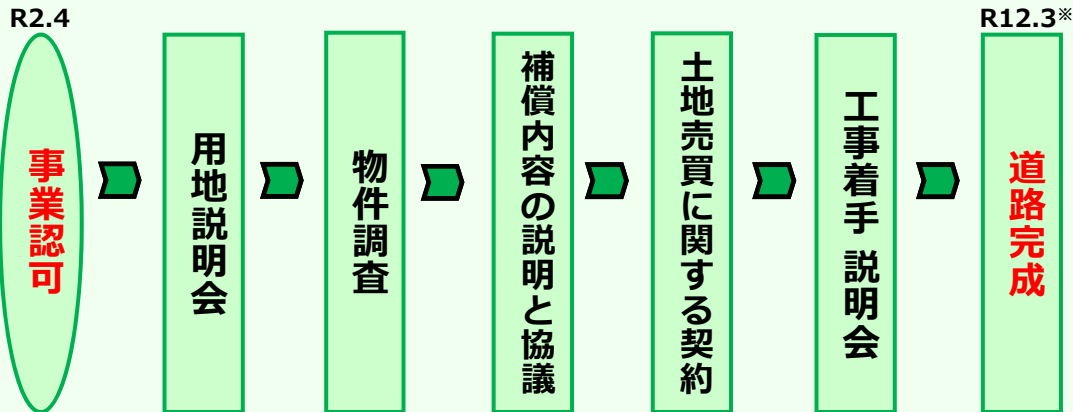 R2.4
事業認可
用地説明会
物件調査
補償内容の説明と協議
土地売買に関する契約
工事着手 説明会
R12.3※
道路完成